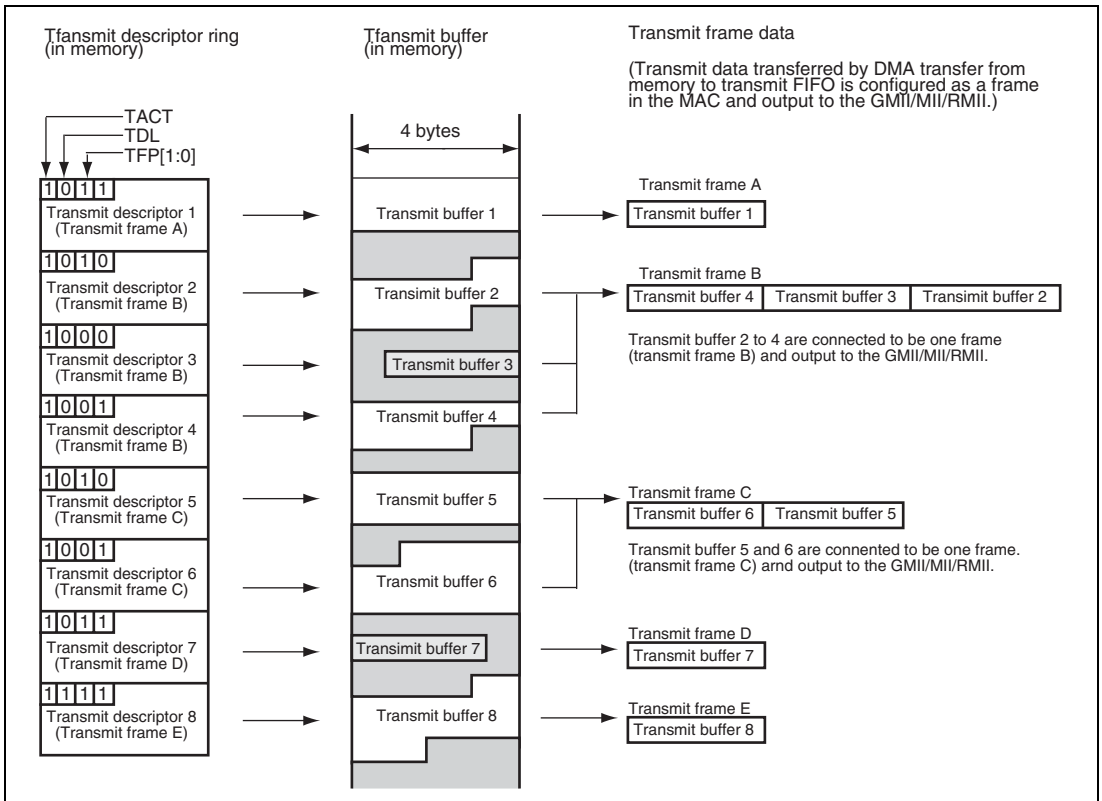 Tfansmit descriptor ring
(in memory)
Tfansmit buffer
(in memory)
Transmit frame data
(Transmit data transferred by DMA transfer from
memory to transmit FIFO is configured as a frame
in the MAC and output to the GMII/MII/RMII.)
TACT
TDL
TFP[1:0]
4 bytes
1 0 1 1
Transmit descriptor 1
(Transmit frame A)
Transmit buffer 1
Transmit frame A
Transmit buffer 1
1 0 1 0
Transmit descriptor 2
(Transmit frame B)
Transimit buffer 2
Transmit frame B
Transmit buffer 4 Transmit buffer 3 Transimit buffer 2
Transmit buffer 2 to 4 are connected to be one frame
(transmit frame B) and output to the GMII/MII/RMII.
1 0 0 0
Transmit descriptor 3
(Transmit frame B)
Transmit buffer 3
1 0 0 1
Transmit descriptor 4
(Transmit frame B)
Transmit buffer 4
1 0 1 0
Transmit descriptor 5
(Transmit frame C)
Transmit buffer 5
Transmit frame C
Transmit buffer 6 Transmit buffer 5
Transmit buffer 5 and 6 are connented to be one frame.
(transmit frame C) arnd output to the GMII/MII/RMII.
1 0 0 1
Transmit descriptor 6
(Transmit frame C)
Transmit buffer 6
1 0 1 1
Transmit descriptor 7
(Transmit frame D)
Transimit buffer 7
Transmit frame D
Transmit buffer 7
1 1 1 1
Transmit descriptor 8
(Transmit frame E)
Transmit buffer 8
Transmit frame E
Transmit buffer 8